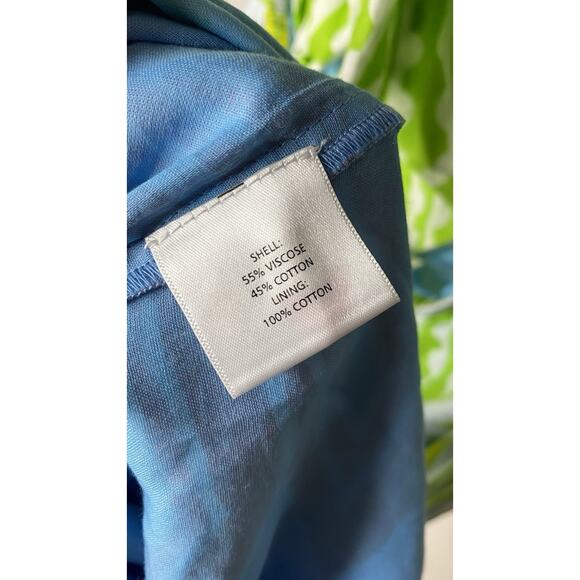 SHELL:
55% VISCOSE
45% COTTON
LINING:
100% COTTON